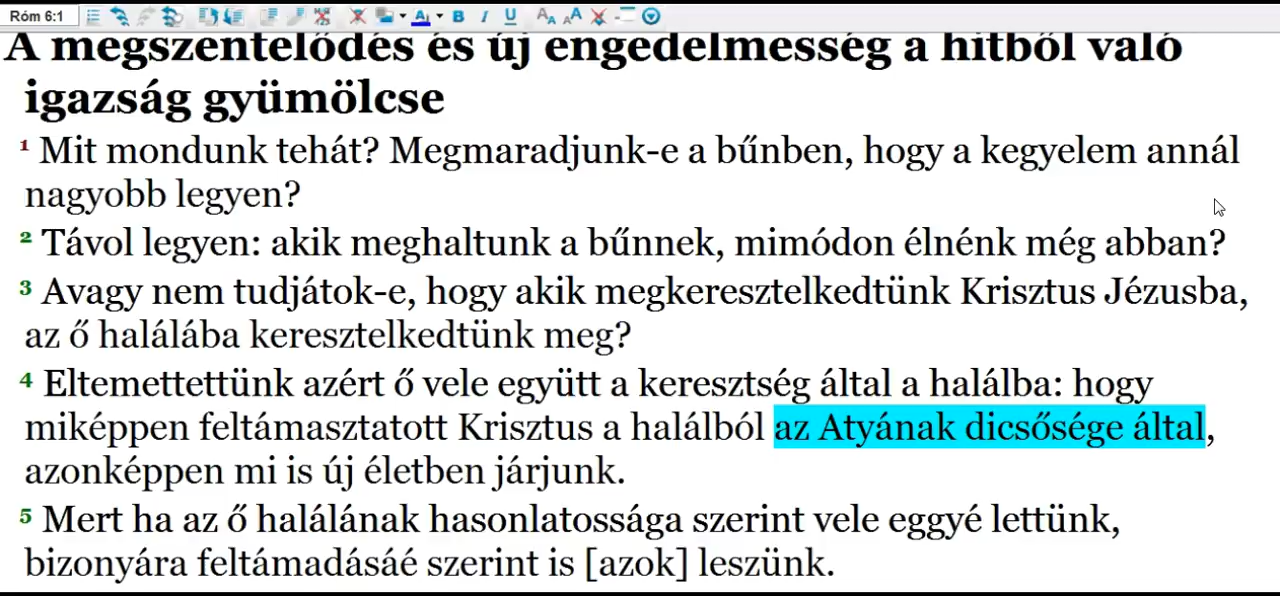 Róm 6:1
A megszentelődés és új engedelmesség a hitből való
igazság gyümölcse
1 Mit mondunk tehát? Megmaradjunk-e a bűnben, hogy a kegyelem annál
nagyobb legyen?
2 Távol legyen: akik meghaltunk a bűnnek, mimódon élnénk még abban?
3 Avagy nem tudjátok-e, hogy akik megkeresztelkedtünk Krisztus Jézusba,
az ő halálába keresztelkedtünk meg?
4 Eltemettettünk azért ő vele együtt a keresztség által a halálba: hogy
miképpen feltámasztatott Krisztus a halálból az Atyának dicsősége által,
azonképpen mi is új életben járjunk.
5 Mert ha az ő halálának hasonlatossága szerint vele eggyé lettünk,
bizonyára feltámadásáé szerint is [azok] leszünk.